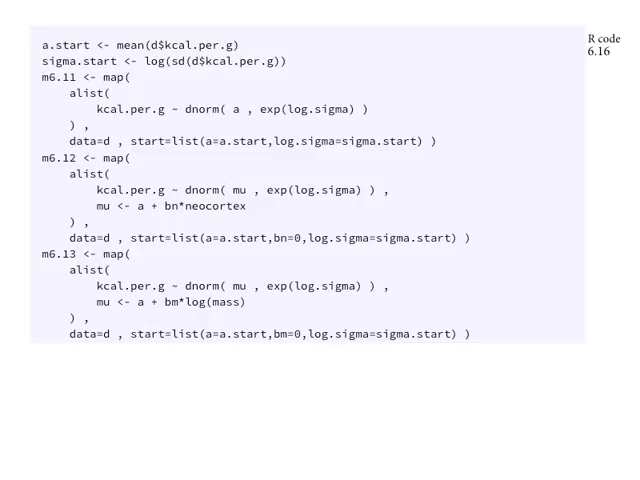 R code
6.16
a.start <- mean(d$kcal.per.g)
sigma.start <- log(sd(d$kcal.per.g))
m6.11 <- map(
    alist(
        kcal.per.g ~ dnorm( a , exp(log.sigma) )
    ) ,
    data=d , start=list(a=a.start,log.sigma=sigma.start) )
m6.12 <- map(
    alist(
        kcal.per.g ~ dnorm( mu , exp(log.sigma) ) ,
        mu <- a + bn*neocortex
    ) ,
    data=d , start=list(a=a.start,bn=0,log.sigma=sigma.start) )
m6.13 <- map(
    alist(
        kcal.per.g ~ dnorm( mu , exp(log.sigma) ) ,
        mu <- a + bm*log(mass)
    ) ,
    data=d , start=list(a=a.start,bm=0,log.sigma=sigma.start) )